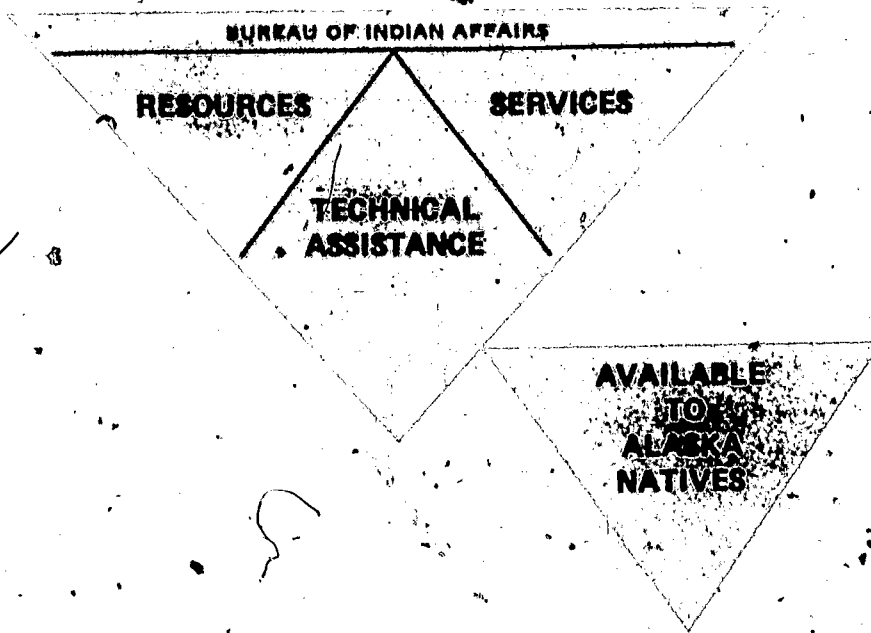 BUREAU OF INDIAN AFFAIRS
RESOURCES
SERVICES
TECHNICAL
ASSISTANCE
AVAILABLE
TO
ALASKA
NATIVES